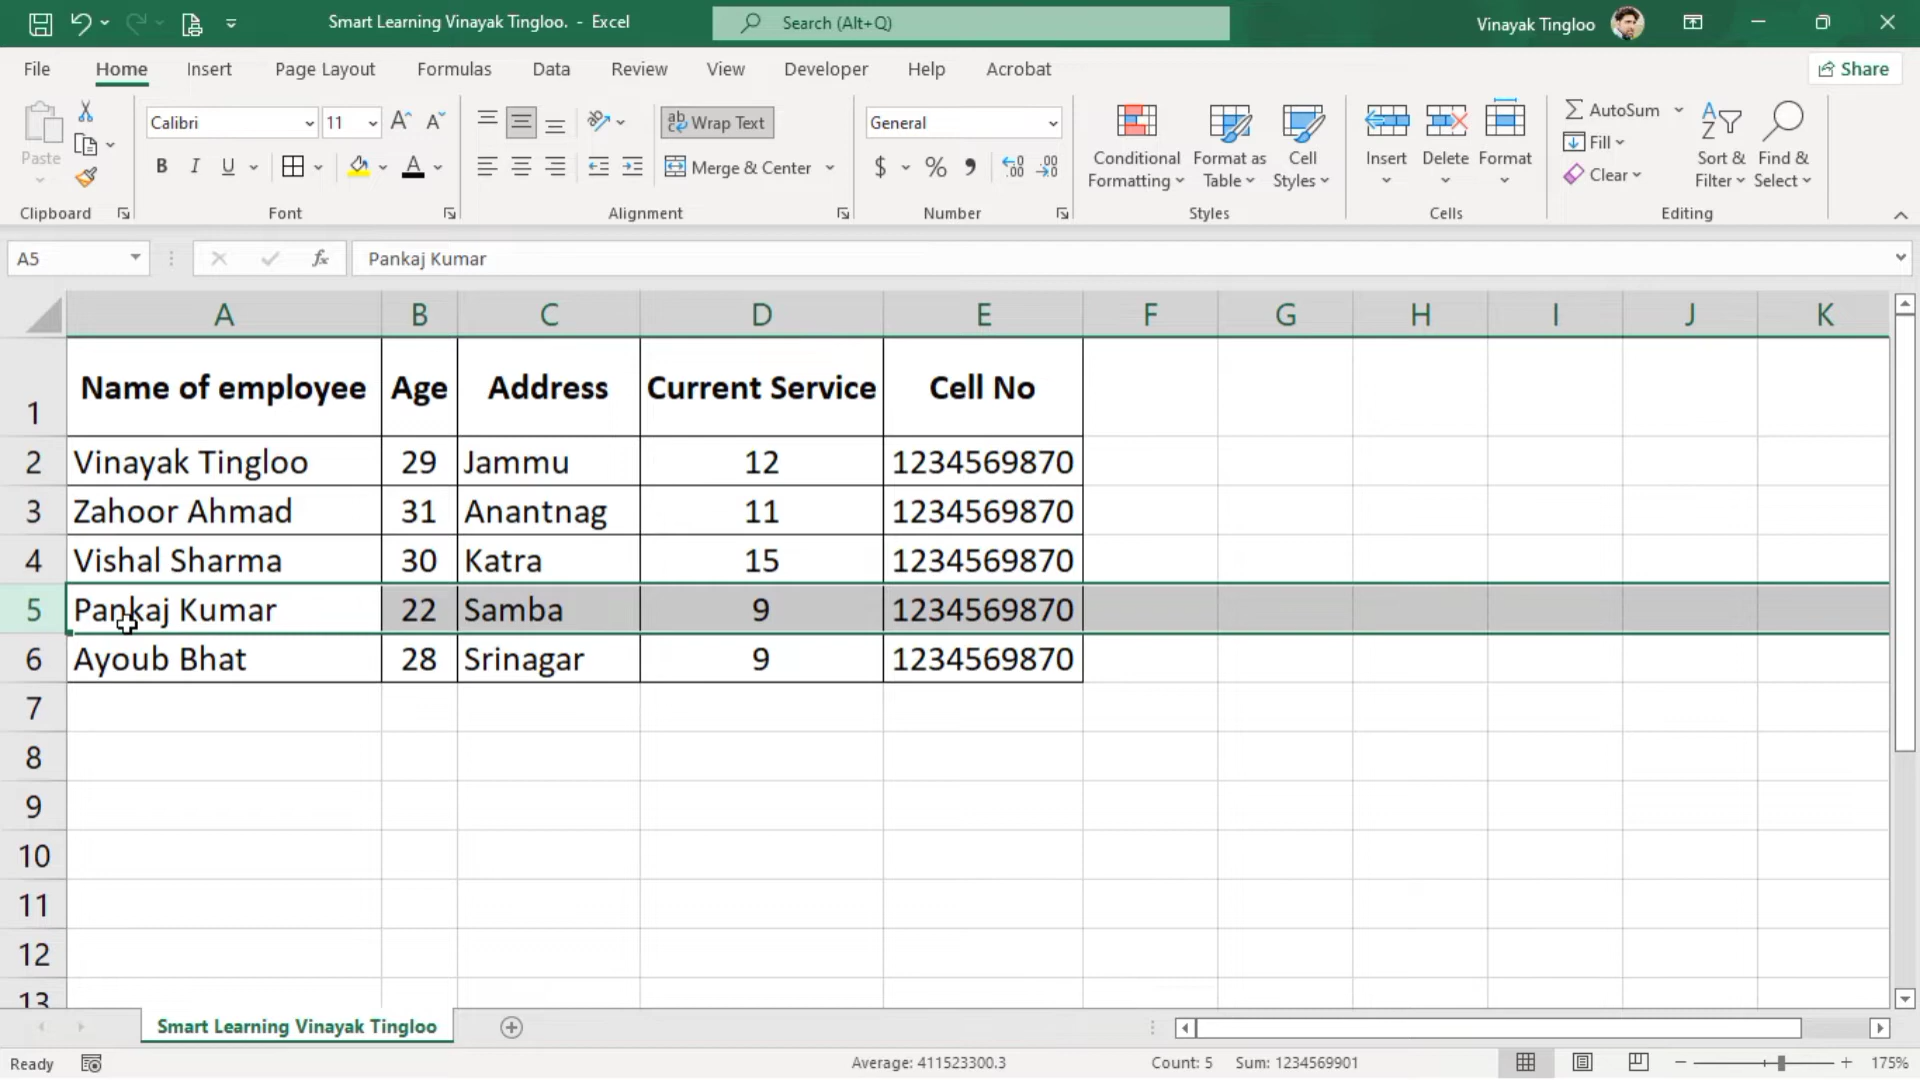 Smart Learning Vinayak Tingloo. - Excel
Search (Alt+Q)
Vinayak Tingloo
File Home Insert Page Layout Formulas Data Review View Developer Help Acrobat Share
Paste
Calibri 11
Wrap Text
Merge & Center
General
$ % ,
Conditional Formatting
Format as Table
Cell Styles
Insert Delete Format
AutoSum
Fill
Clear
Sort & Filter
Find & Select
Clipboard Font Alignment Number Styles Cells Editing
A5 fx Pankaj Kumar
A B C D E F G H I J K
1 Name of employee Age Address Current Service Cell No
2 Vinayak Tingloo 29 Jammu 12 1234569870
3 Zahoor Ahmad 31 Anantnag 11 1234569870
4 Vishal Sharma 30 Katra 15 1234569870
5 Pankaj Kumar 22 Samba 9 1234569870
6 Ayoub Bhat 28 Srinagar 9 1234569870
7
8
9
10
11
12
13
Smart Learning Vinayak Tingloo
Ready Average: 411523300.3 Count: 5 Sum: 1234569901 175%